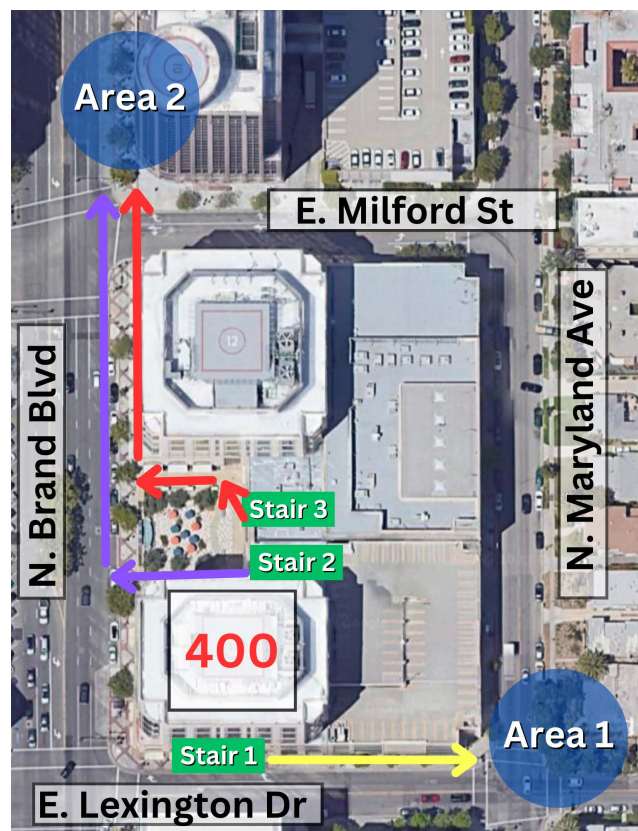 Area 2
E. Milford St
12
N. Brand Blvd
N. Maryland Ave
Stair 3
Stair 2
400
Stair 1
Area 1
E. Lexington Dr